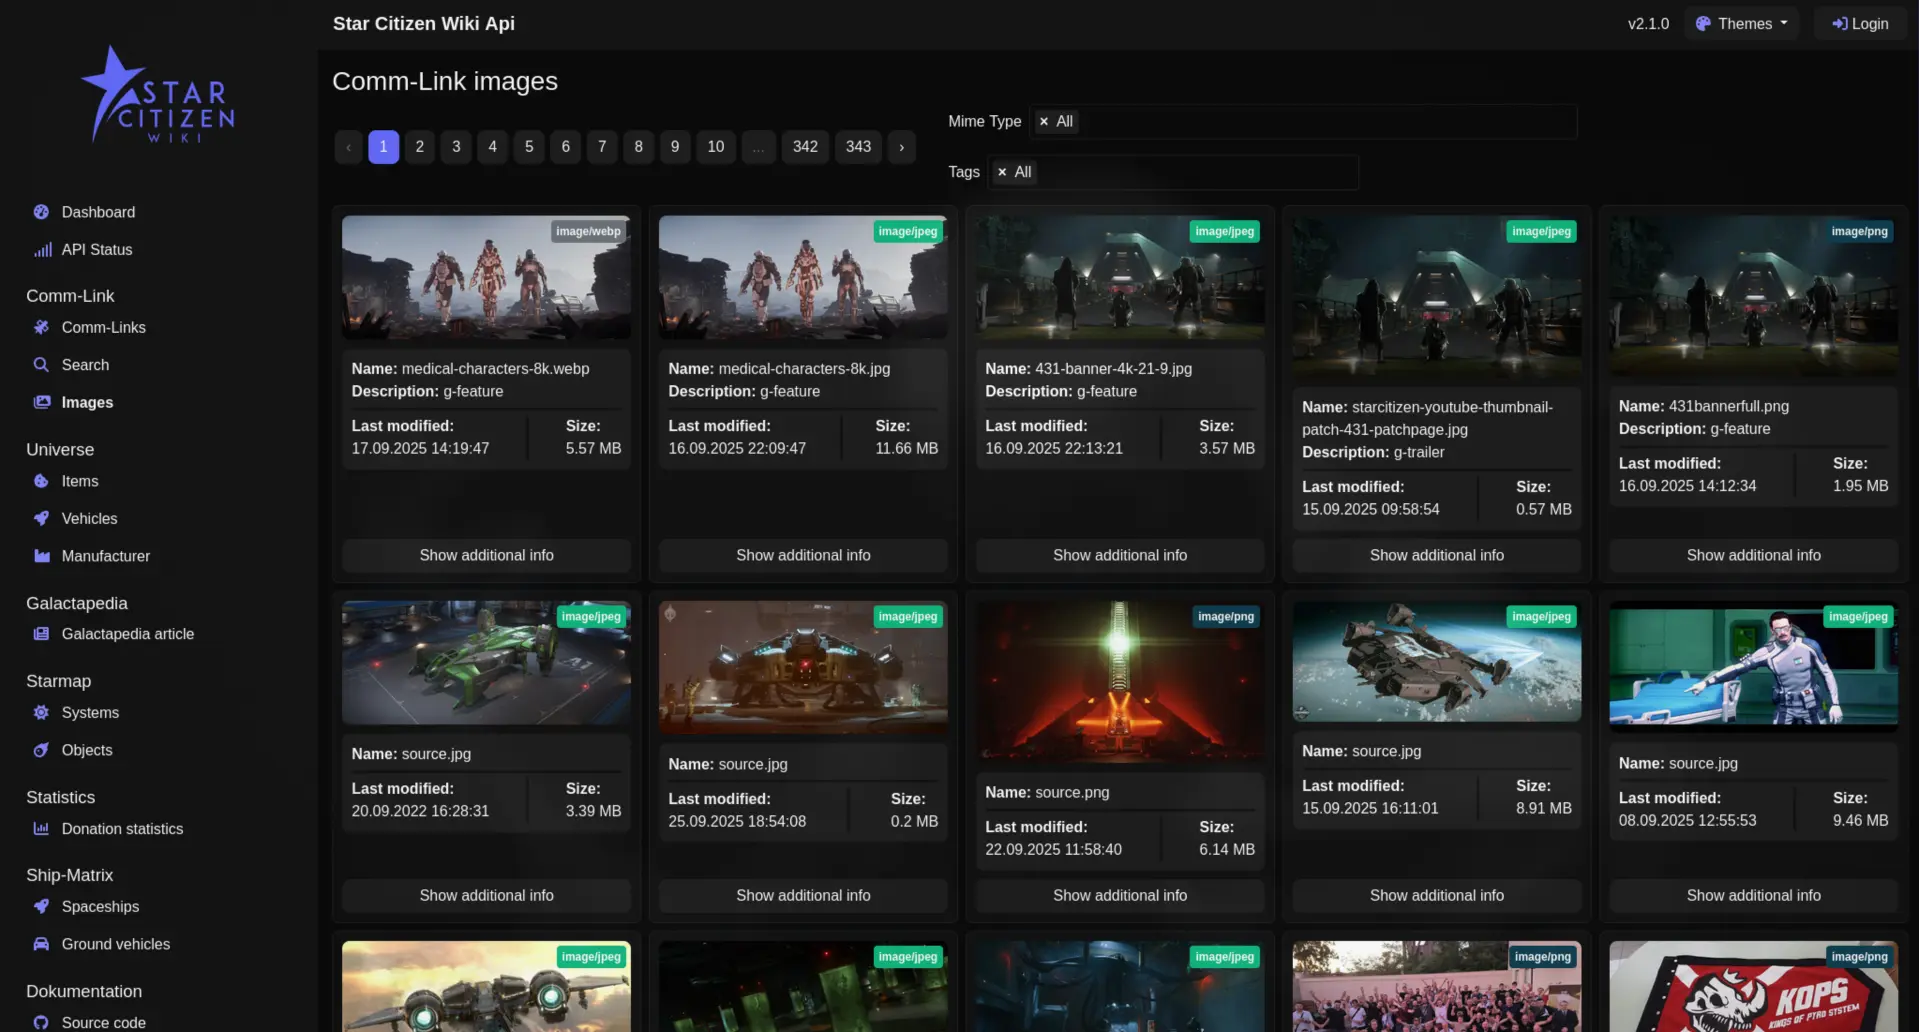 STAR
CITIZEN
WIKI
Dashboard
API Status
Comm-Link
Comm-Links
Search
Images
Universe
Items
Vehicles
Manufacturer
Galactapedia
Galactapedia article
Starmap
Systems
Objects
Statistics
Donation statistics
Ship-Matrix
Spaceships
Ground vehicles
Dokumentation
Source code
Star Citizen Wiki Api
v2.1.0
Themes
Login
Comm-Link images
‹ 1 2 3 4 5 6 7 8 9 10 ... 342 343 ›
Mime Type × All
Tags × All
image/webp
Name: medical-characters-8k.webp
Description: g-feature
Last modified: Size:
17.09.2025 14:19:47 5.57 MB
Show additional info
image/jpeg
Name: medical-characters-8k.jpg
Description: g-feature
Last modified: Size:
16.09.2025 22:09:47 11.66 MB
Show additional info
image/jpeg
Name: 431-banner-4k-21-9.jpg
Description: g-feature
Last modified: Size:
16.09.2025 22:13:21 3.57 MB
Show additional info
image/jpeg
Name: starcitizen-youtube-thumbnail-
patch-431-patchpage.jpg
Description: g-trailer
Last modified: Size:
15.09.2025 09:58:54 0.57 MB
Show additional info
image/png
Name: 431bannerfull.png
Description: g-feature
Last modified: Size:
16.09.2025 14:12:34 1.95 MB
Show additional info
image/jpeg
Name: source.jpg
Last modified: Size:
20.09.2022 16:28:31 3.39 MB
Show additional info
image/jpeg
Name: source.jpg
Last modified: Size:
25.09.2025 18:54:08 0.2 MB
Show additional info
image/png
Name: source.png
Last modified: Size:
22.09.2025 11:58:40 6.14 MB
Show additional info
image/jpeg
Name: source.jpg
Last modified: Size:
15.09.2025 16:11:01 8.91 MB
Show additional info
image/jpeg
Name: source.jpg
Last modified: Size:
08.09.2025 12:55:53 9.46 MB
Show additional info
image/jpeg
image/jpeg
image/jpeg
image/png
image/png
KOPS
KINGS OF PYRO SYSTEM